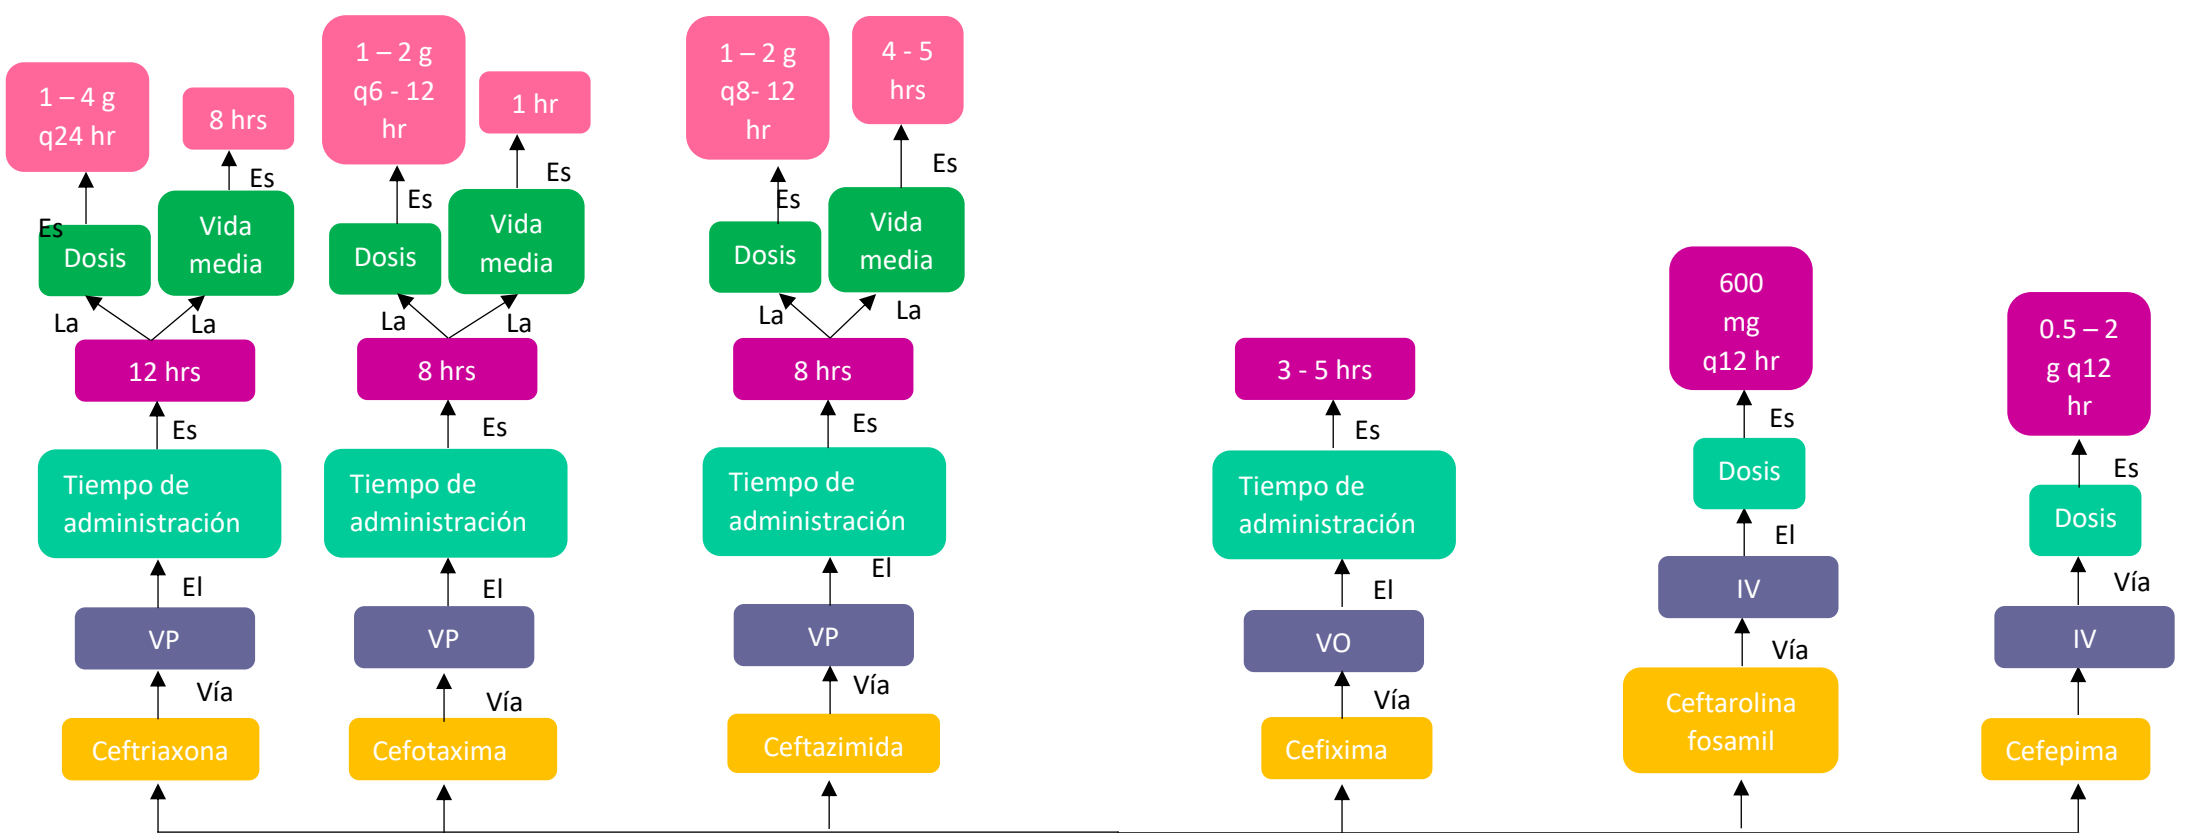 1 – 4 g
q24 hr
8 hrs
Es
Es
Dosis
Vida
media
La
La
12 hrs
Es
Tiempo de
administración
El
VP
Vía
Ceftriaxona
1 – 2 g
q6 - 12
hr
1 hr
Es
Es
Dosis
Vida
media
La
La
8 hrs
Es
Tiempo de
administración
El
VP
Vía
Cefotaxima
1 – 2 g
q8- 12
hr
4 - 5
hrs
Es
Es
Dosis
Vida
media
La
La
8 hrs
Es
Tiempo de
administración
El
VP
Vía
Ceftazimida
3 - 5 hrs
Es
Tiempo de
administración
El
VO
Vía
Cefixima
600
mg
q12 hr
Es
Dosis
El
IV
Vía
Ceftarolina
fosamil
0.5 – 2
g q12
hr
Es
Dosis
Vía
IV
Cefepima